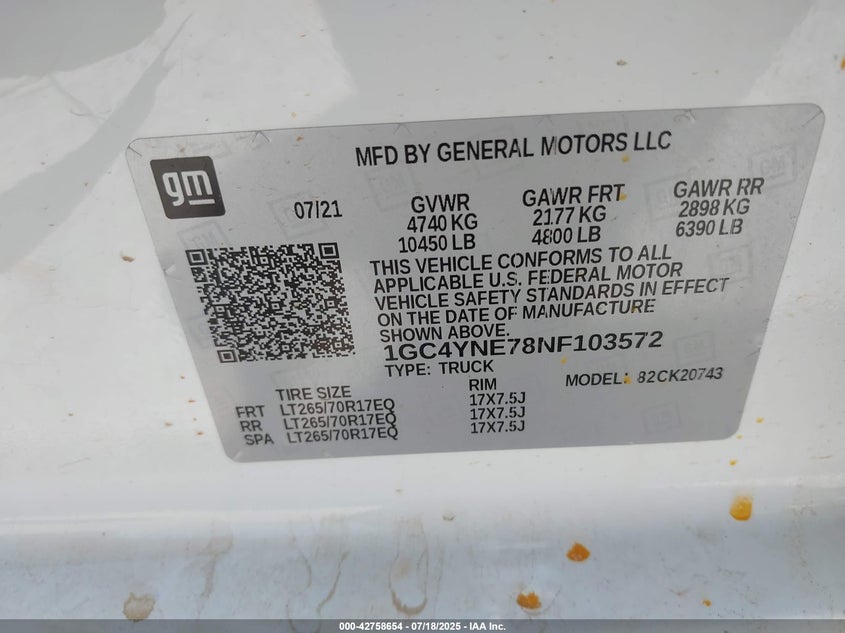 MFD BY GENERAL MOTORS LLC
gm
07/21
GVWR GAWR FRT GAWR RR
4740 KG 2177 KG 2898 KG
10450 LB 4800 LB 6390 LB
THIS VEHICLE CONFORMS TO ALL
APPLICABLE U.S. FEDERAL MOTOR
VEHICLE SAFETY STANDARDS IN EFFECT
ON THE DATE OF MANUFACTURE
SHOWN ABOVE.
1GC4YNE78NF103572
TYPE: TRUCK MODEL: 82CK20743
TIRE SIZE RIM
FRT LT265/70R17EQ 17X7.5J
RR LT265/70R17EQ 17X7.5J
SPA LT265/70R17EQ 17X7.5J
000-42758654 - 07/18/2025 - IAA Inc.